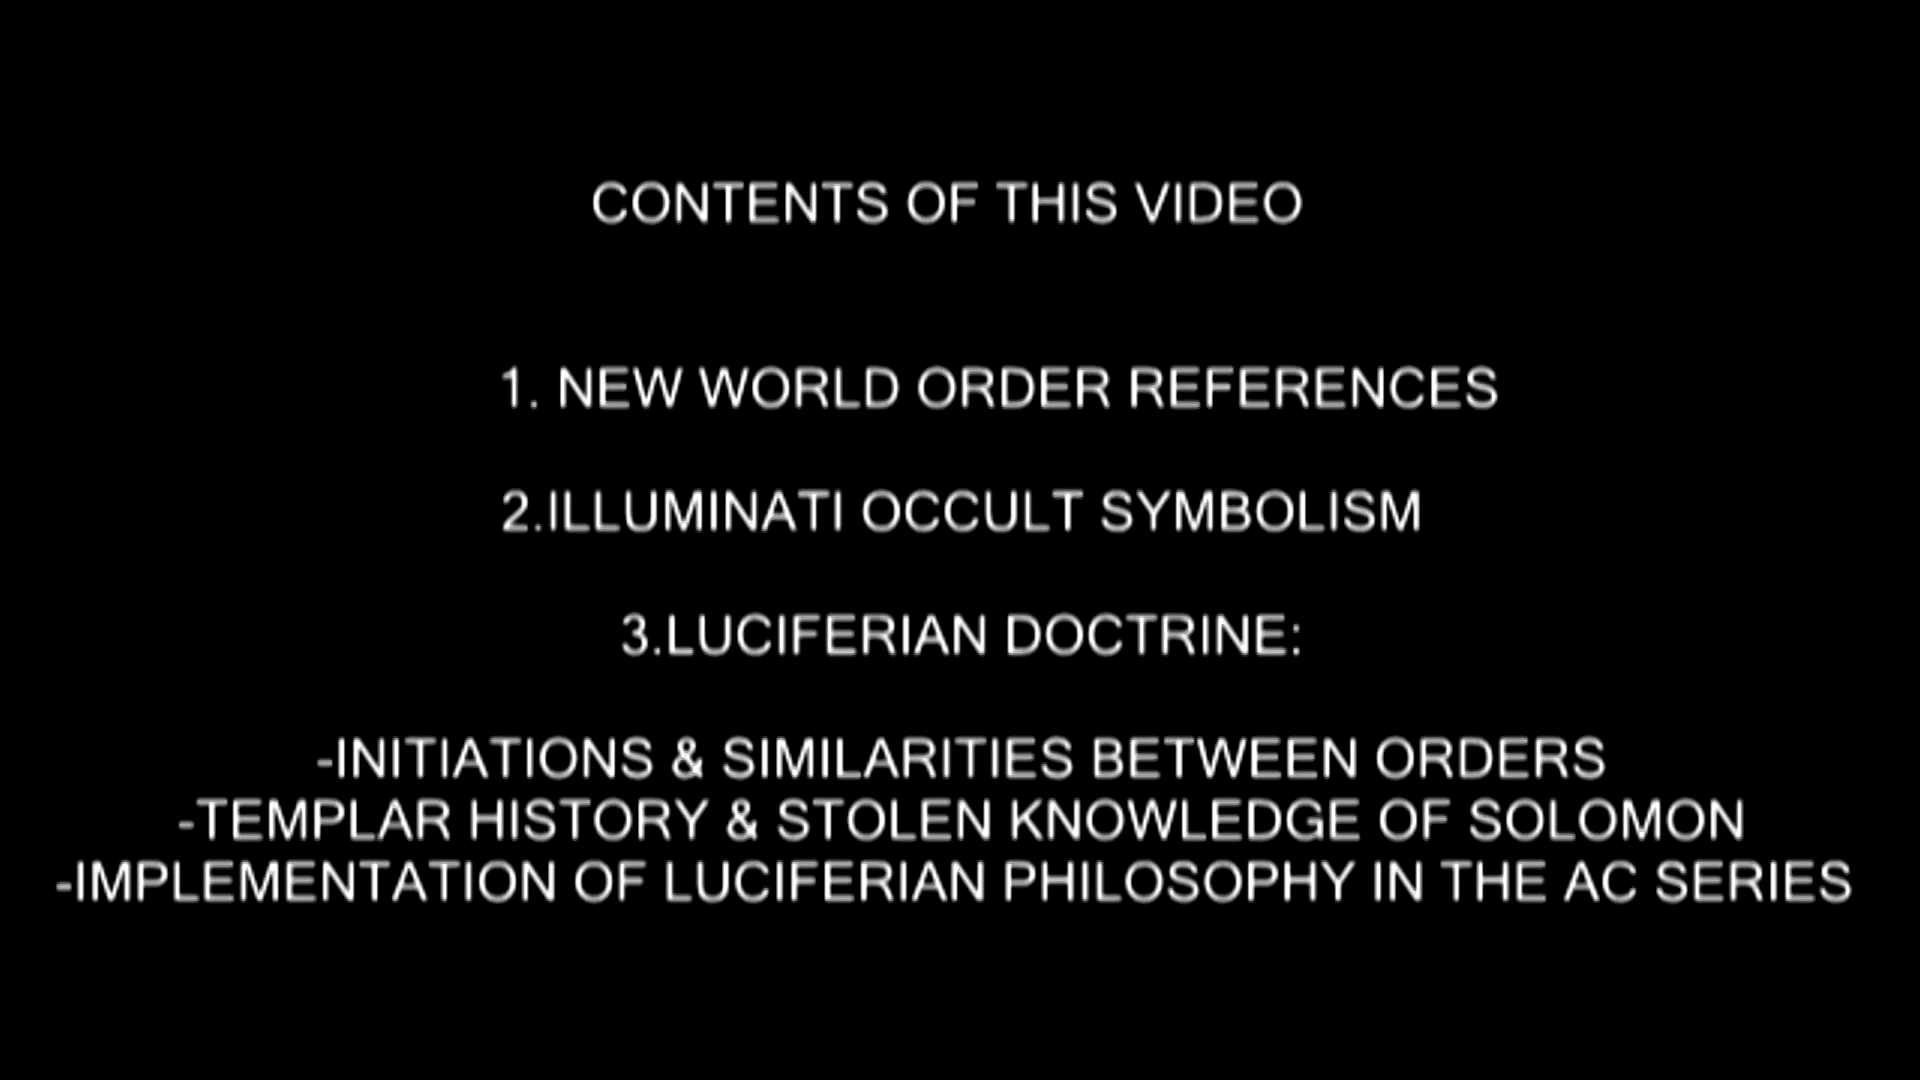 CONTENTS OF THIS VIDEO
1. NEW WORLD ORDER REFERENCES
2.ILLUMINATI OCCULT SYMBOLISM
3.LUCIFERIAN DOCTRINE:
-INITIATIONS & SIMILARITIES BETWEEN ORDERS
-TEMPLAR HISTORY & STOLEN KNOWLEDGE OF SOLOMON
-IMPLEMENTATION OF LUCIFERIAN PHILOSOPHY IN THE AC SERIES